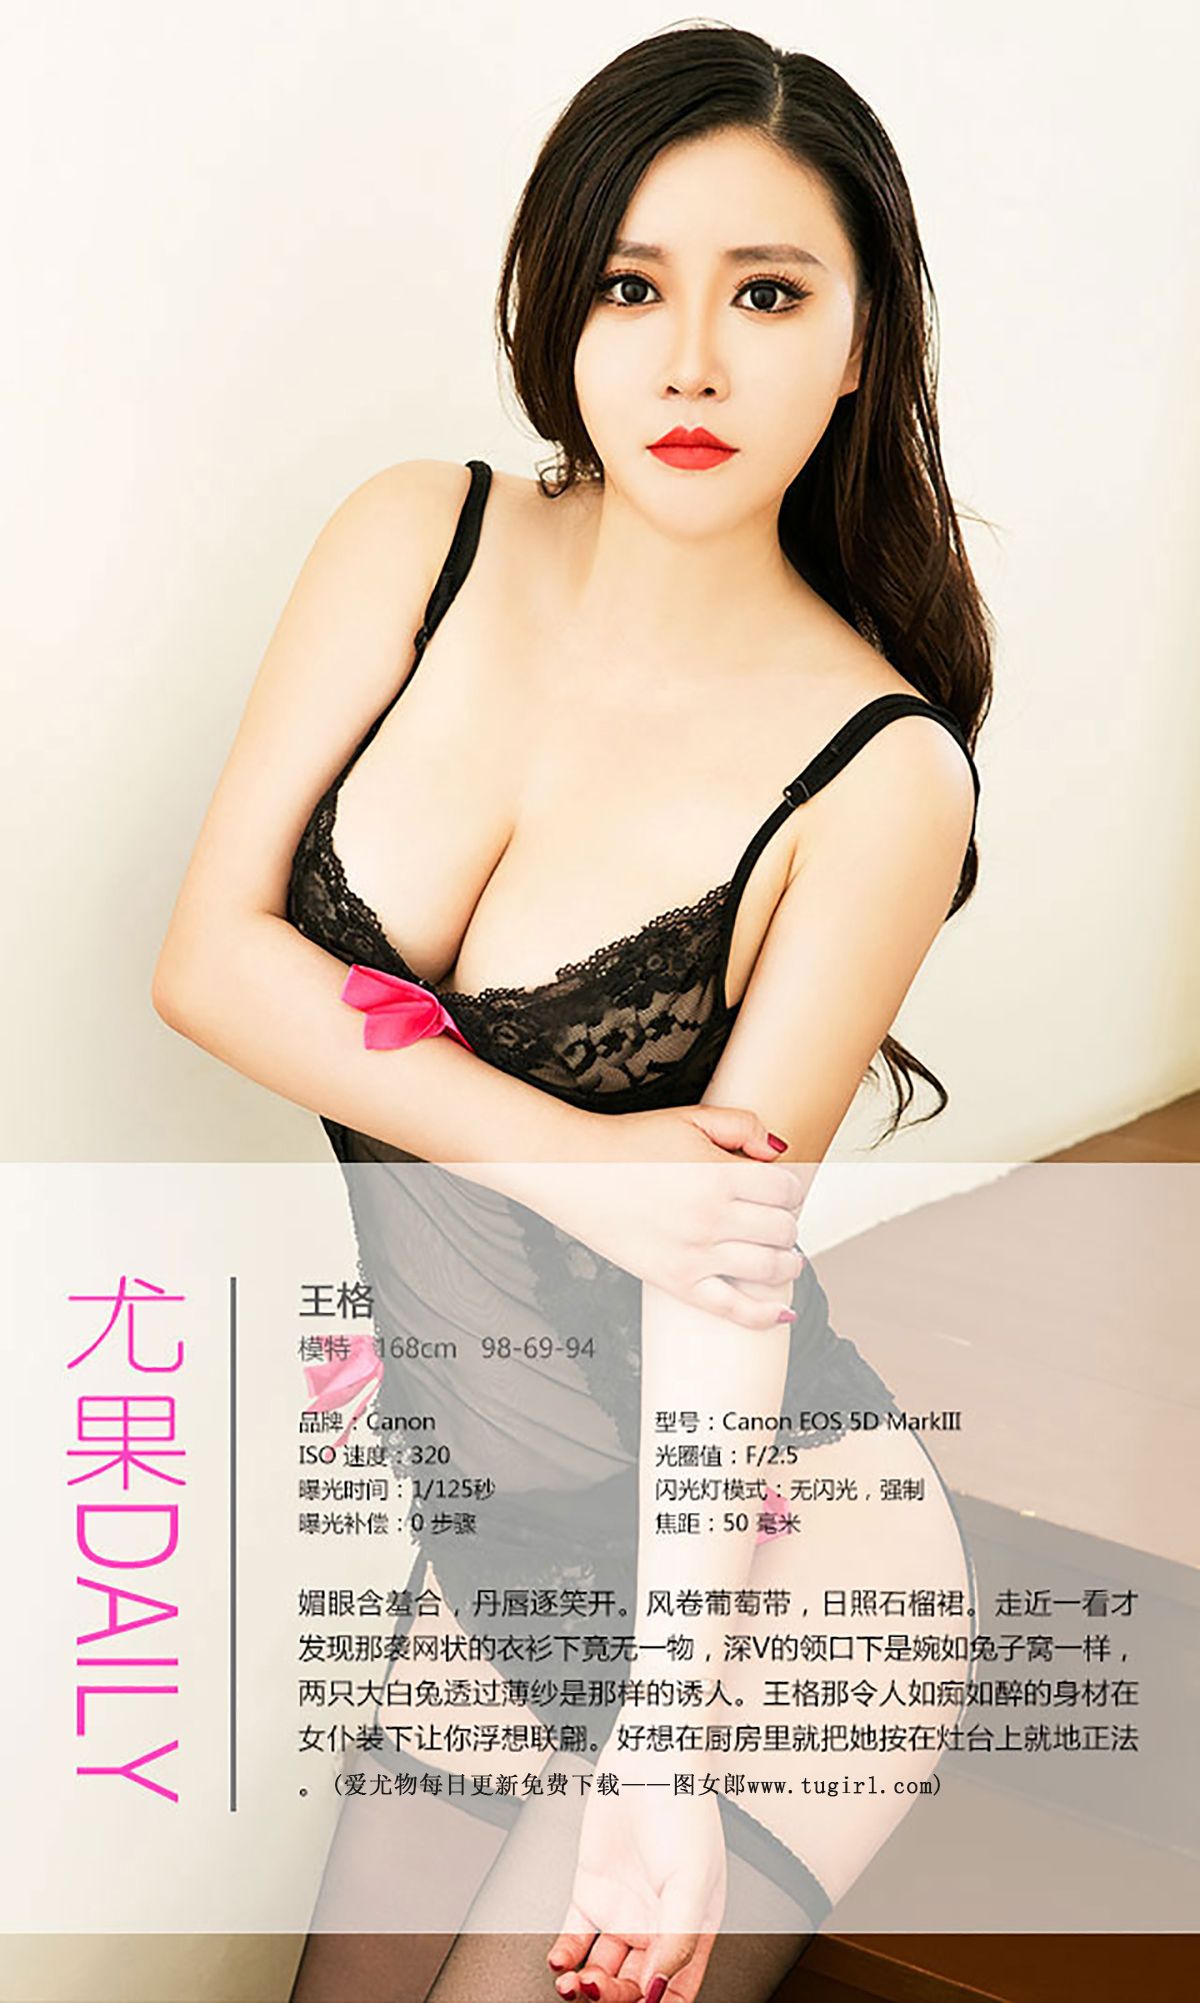 尤果DAILY
王格
模特 168cm 98-69-94
品牌：Canon
型号：Canon EOS 5D MarkIII
ISO 速度：320
光圈值：F/2.5
曝光时间：1/125秒
闪光灯模式：无闪光，强制
曝光补偿：0 步骤
焦距：50 毫米
媚眼含羞合，丹唇逐笑开。风卷葡萄带，日照石榴裙。走近一看才
发现那袭网状的衣衫下竟无一物，深V的领口下是婉如兔子窝一样，
两只大白兔透过薄纱是那样的诱人。王格那令人如痴如醉的身材在
女仆装下让你浮想联翩。好想在厨房里就把她按在灶台上就地正法
。(爱尤物每日更新免费下载——图女郎www.tugirl.com)